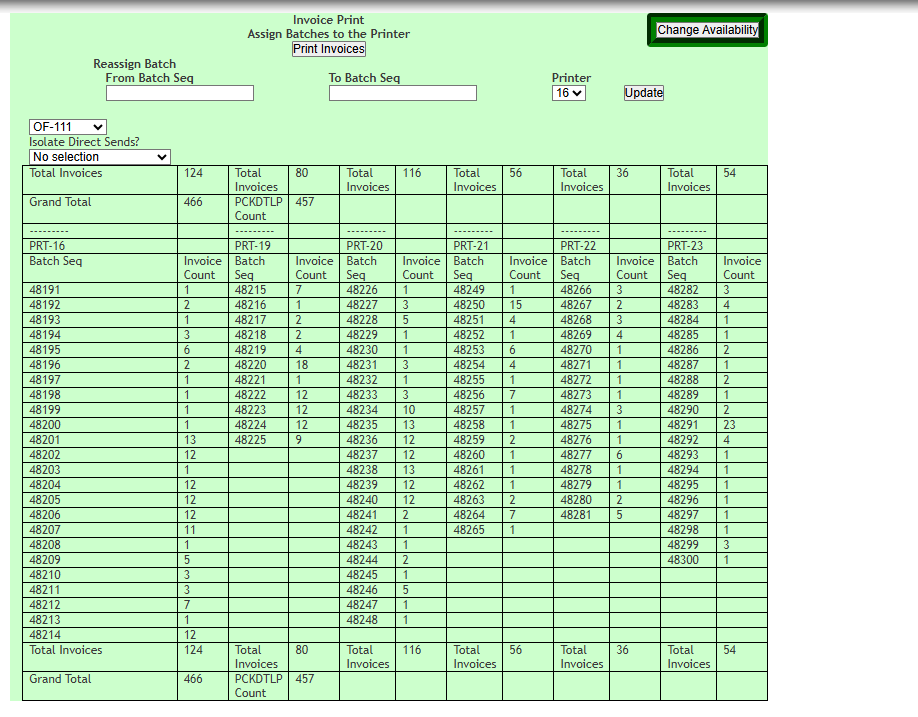 Invoice Print
Assign Batches to the Printer
Print Invoices
Change Availability
Reassign Batch
From Batch Seq To Batch Seq Printer
16 Update
OF-111
Isolate Direct Sends?
No selection
Total Invoices 124 Total Invoices 80 Total Invoices 116 Total Invoices 56 Total Invoices 36 Total Invoices 54
Grand Total 466 PCKDTLP Count 457
--------- --------- --------- --------- --------- ---------
PRT-16 PRT-19 PRT-20 PRT-21 PRT-22 PRT-23
Batch Seq Invoice Count Batch Seq Invoice Count Batch Seq Invoice Count Batch Seq Invoice Count Batch Seq Invoice Count Batch Seq Invoice Count
48191 1 48215 7 48226 1 48249 1 48266 3 48282 3
48192 2 48216 1 48227 3 48250 15 48267 2 48283 4
48193 1 48217 2 48228 5 48251 4 48268 3 48284 1
48194 3 48218 2 48229 1 48252 1 48269 4 48285 1
48195 6 48219 4 48230 1 48253 6 48270 1 48286 2
48196 2 48220 18 48231 3 48254 4 48271 1 48287 1
48197 1 48221 1 48232 1 48255 1 48272 1 48288 2
48198 1 48222 12 48233 3 48256 7 48273 1 48289 1
48199 1 48223 12 48234 10 48257 1 48274 3 48290 2
48200 1 48224 12 48235 13 48258 1 48275 1 48291 23
48201 13 48225 9 48236 12 48259 2 48276 1 48292 4
48202 12 48237 12 48260 1 48277 6 48293 1
48203 1 48238 13 48261 1 48278 1 48294 1
48204 12 48239 12 48262 1 48279 1 48295 1
48205 12 48240 12 48263 2 48280 2 48296 1
48206 12 48241 2 48264 7 48281 5 48297 1
48207 11 48242 1 48265 1 48298 1
48208 1 48243 1 48299 3
48209 5 48244 2 48300 1
48210 3 48245 1
48211 3 48246 5
48212 7 48247 1
48213 1 48248 1
48214 12
Total Invoices 124 Total Invoices 80 Total Invoices 116 Total Invoices 56 Total Invoices 36 Total Invoices 54
Grand Total 466 PCKDTLP Count 457